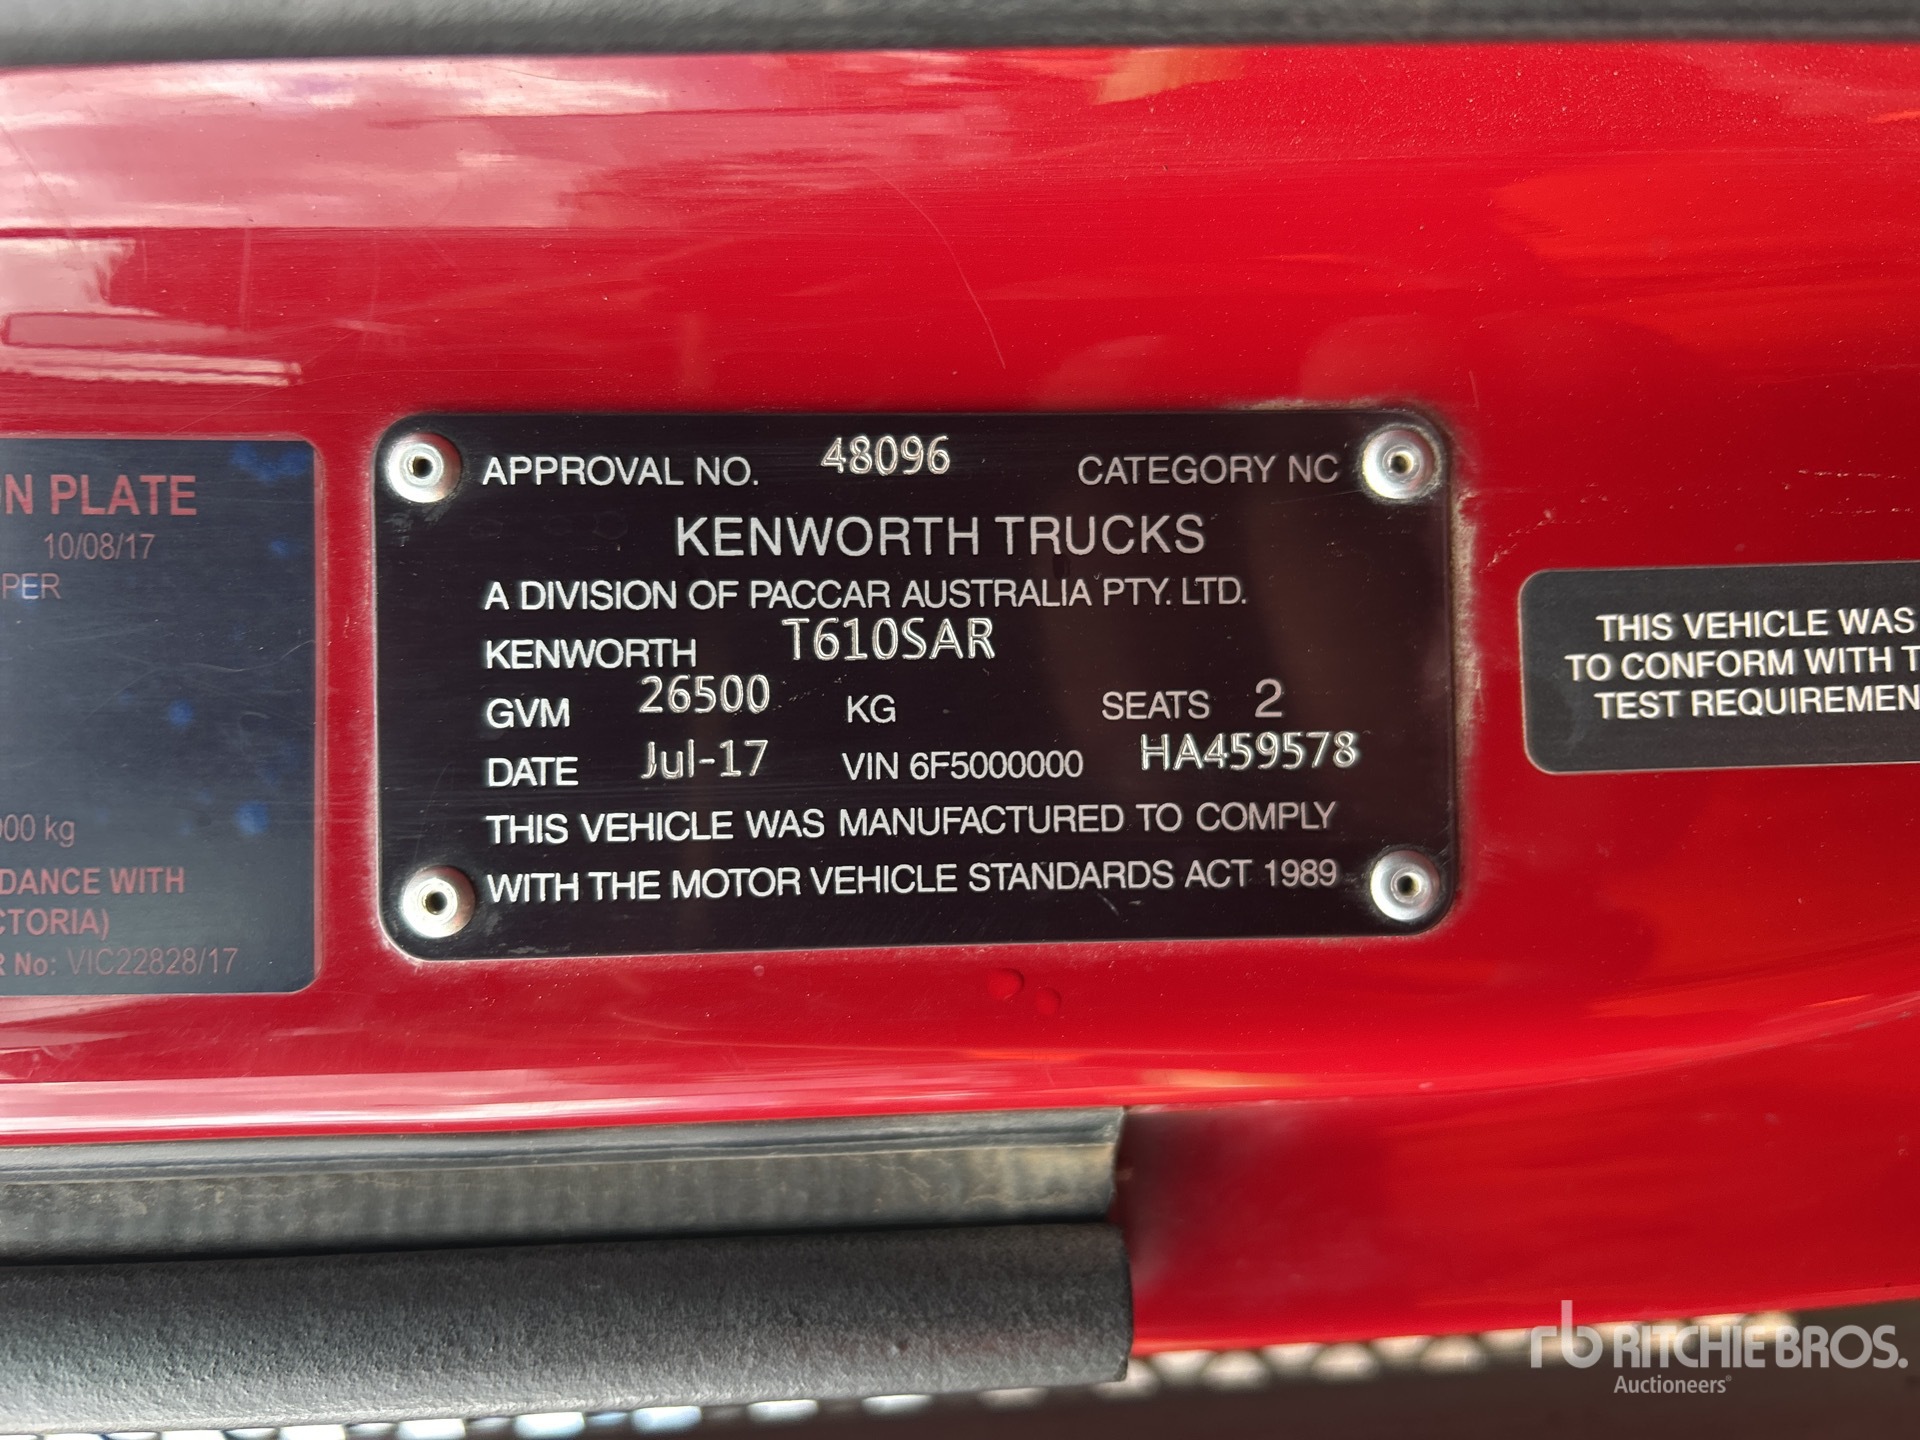 ON PLATE
10/08/17
PER
000 kg
DANCE WITH
CTORIA)
R No: VIC22828/17
APPROVAL NO. 48096 CATEGORY NC
KENWORTH TRUCKS
A DIVISION OF PACCAR AUSTRALIA PTY. LTD.
KENWORTH T610SAR
GVM 26500 KG SEATS 2
DATE Jul-17 VIN 6F5000000 HA459578
THIS VEHICLE WAS MANUFACTURED TO COMPLY
WITH THE MOTOR VEHICLE STANDARDS ACT 1989
THIS VEHICLE WAS
TO CONFORM WITH T
TEST REQUIREMEN
rb RITCHIE BROS.
Auctioneers